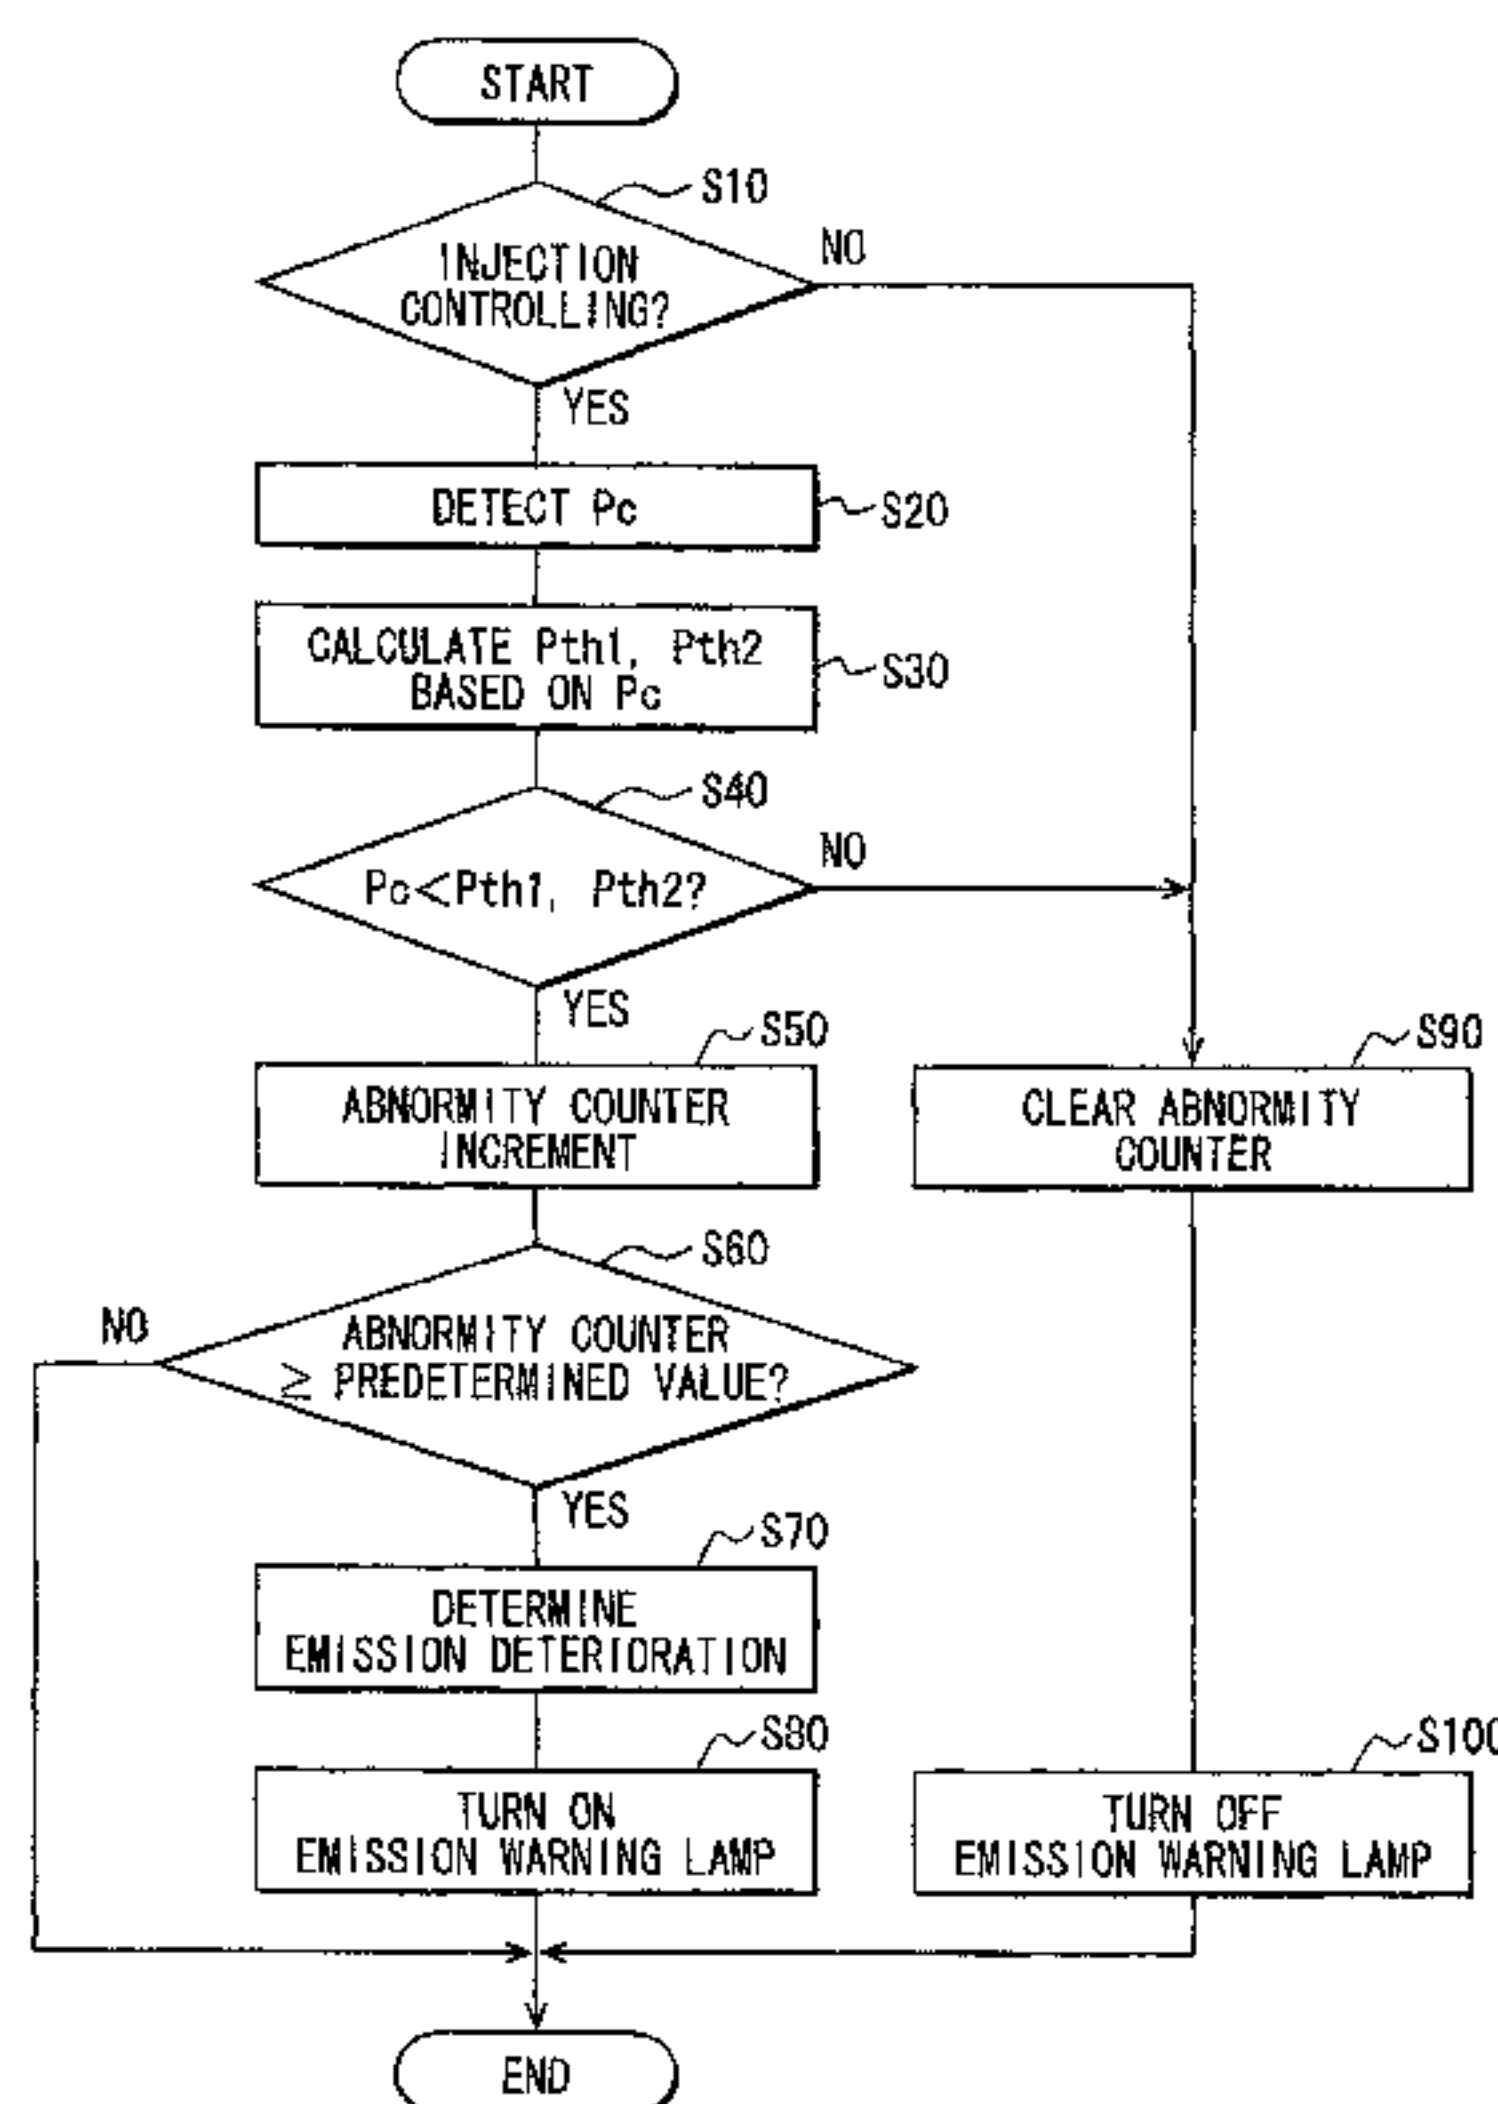 START
S10
INJECTION
CONTROLLING?
NO
YES
DETECT Pc
S20
CALCULATE Pth1, Pth2
BASED ON Pc
S30
S40
Pc<Pth1, Pth2?
NO
YES
S50
ABNORMITY COUNTER
INCREMENT
S90
CLEAR ABNORMITY
COUNTER
S60
NO
ABNORMITY COUNTER
≧ PREDETERMINED VALUE?
YES
S70
DETERMINE
EMISSION DETERIORATION
S80
TURN ON
EMISSION WARNING LAMP
S100
TURN OFF
EMISSION WARNING LAMP
END